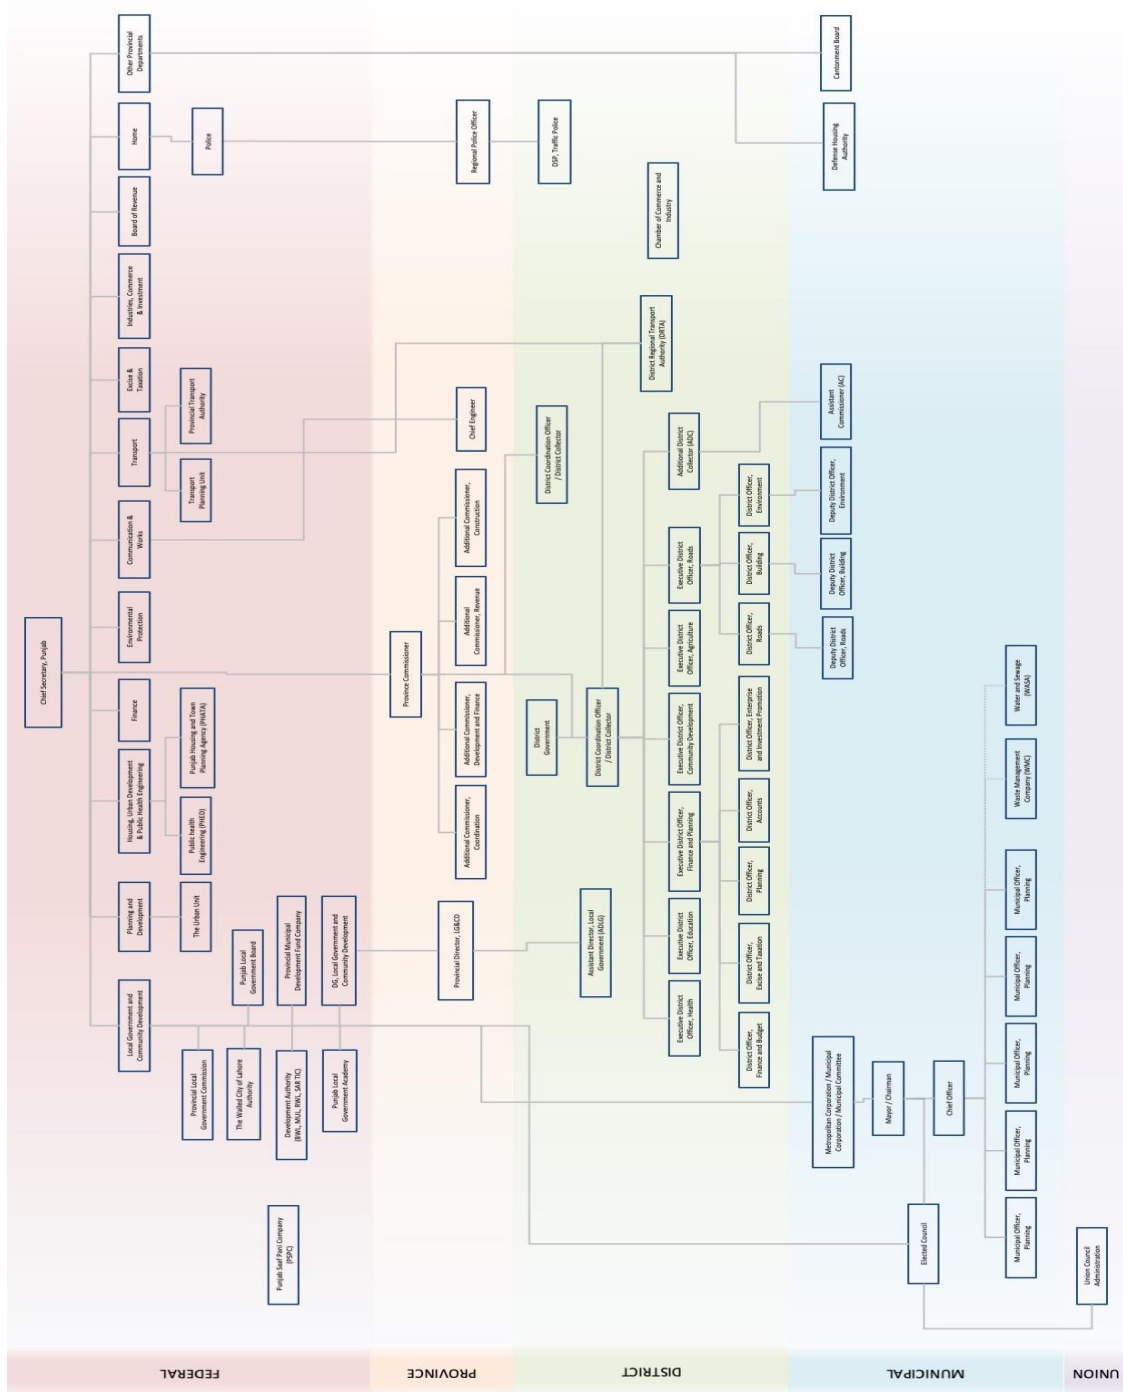 Chief Secretary, Punjab
Local Government and
Community Development
Planning and
Development
Housing, Urban Development
& Public Health Engineering
Finance
Environmental
Protection
Communication &
Works
Transport
Excise &
Taxation
Industries, Commerce
& Investment
Board of Revenue
Home
Other Provincial
Departments
Provincial Local
Government Commission
The Urban Unit
Public health
Engineering (PHED)
Punjab Housing and Town
Planning Agency (PHATA)
Transport
Planning Unit
Provincial Transport
Authority
Police
The Walled City of Lahore
Authority
Punjab Local
Government Board
Punjab Saaf Pani Company
(PSPC)
Development Authority
(BWL, MUL, RWL, SAR TIC)
Provincial Municipal
Development Fund Company
Punjab Local
Government Academy
DG, Local Government and
Community Development
FEDERAL
Province Commissioner
Provincial Director, LG&CD
Additional Commissioner,
Coordination
Additional Commissioner,
Development and Finance
Additional
Commissioner, Revenue
Additional Commissioner,
Construction
Chief Engineer
Regional Police Officer
PROVINCE
District
Government
District Coordination Officer
/ District Collector
DSP, Traffic Police
Assistant Director, Local
Government (ADLG)
District Coordination Officer
/ District Collector
District Regional Transport
Authority (DRTA)
Chamber of Commerce and
Industry
Executive District
Officer, Health
Executive District
Officer, Education
Executive District Officer,
Finance and Planning
Executive District Officer,
Community Development
Executive District
Officer, Agriculture
Executive District
Officer, Roads
Additional District
Collector (ADC)
District Officer,
Finance and Budget
District Officer,
Excise and Taxation
District Officer,
Planning
District Officer,
Accounts
District Officer, Enterprise
and Investment Promotion
District Officer,
Roads
District Officer,
Building
District Officer,
Environment
DISTRICT
Metropolitan Corporation / Municipal
Corporation / Municipal Committee
Deputy District
Officer, Roads
Deputy District
Officer, Building
Deputy District Officer,
Environment
Assistant
Commissioner (AC)
Defense Housing
Authority
Cantonment Board
Mayor / Chairman
Elected Council
Chief Officer
Municipal Officer,
Planning
Municipal Officer,
Planning
Municipal Officer,
Planning
Municipal Officer,
Planning
Municipal Officer,
Planning
Waste Management
Company (WMC)
Water and Sewage
(WASA)
MUNICIPAL
Union Council
Administration
UNION